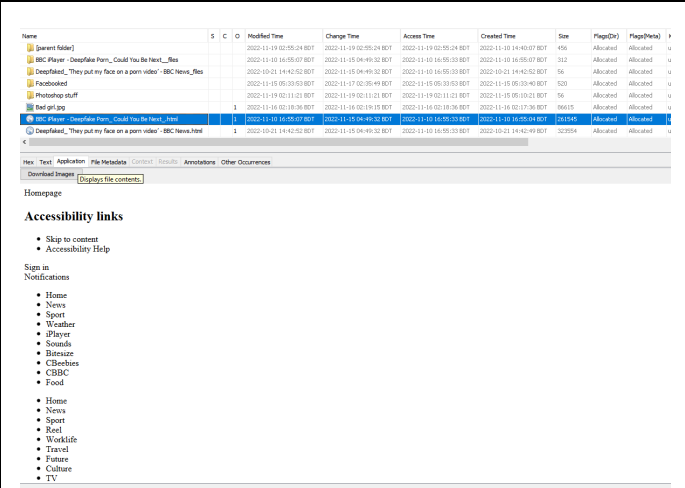 Name S C O Modified Time Change Time Access Time Created Time Size Flags(Dir) Flags(Meta)
[parent folder] 2022-11-19 02:55:24 BDT 2022-11-19 02:55:24 BDT 2022-11-19 02:55:24 BDT 2022-11-10 14:40:07 BDT 456 Allocated Allocated
BBC iPlayer - Deepfake Porn_ Could You Be Next__files 2022-11-10 16:55:07 BDT 2022-11-15 04:49:32 BDT 2022-11-10 16:55:33 BDT 2022-11-10 16:55:07 BDT 312 Allocated Allocated
Deepfaked_ 'They put my face on a porn video' - BBC News_files 2022-10-21 14:42:52 BDT 2022-11-15 04:49:32 BDT 2022-11-10 16:55:33 BDT 2022-10-21 14:42:52 BDT 56 Allocated Allocated
Facebooked 2022-11-15 05:33:53 BDT 2022-11-17 02:35:49 BDT 2022-11-19 02:11:21 BDT 2022-11-15 05:33:40 BDT 520 Allocated Allocated
Photoshop stuff 2022-11-19 02:11:21 BDT 2022-11-19 02:11:21 BDT 2022-11-19 02:11:21 BDT 2022-11-15 05:10:21 BDT 56 Allocated Allocated
Bad girl.jpg 1 2022-11-16 02:18:36 BDT 2022-11-16 02:19:15 BDT 2022-11-16 02:18:36 BDT 2022-11-16 02:17:36 BDT 86615 Allocated Allocated
BBC iPlayer - Deepfake Porn_ Could You Be Next_.html 1 2022-11-10 16:55:07 BDT 2022-11-15 04:49:32 BDT 2022-11-10 16:55:33 BDT 2022-11-10 16:55:04 BDT 261545 Allocated Allocated
Deepfaked_ 'They put my face on a porn video' - BBC News.html 1 2022-10-21 14:42:52 BDT 2022-11-15 04:49:32 BDT 2022-11-10 16:55:33 BDT 2022-10-21 14:42:49 BDT 323554 Allocated Allocated
Hex Text Application File Metadata Context Results Annotations Other Occurrences
Download Images
Displays file contents.
Homepage
Accessibility links
Skip to content
Accessibility Help
Sign in
Notifications
Home
News
Sport
Weather
iPlayer
Sounds
Bitesize
CBeebies
CBBC
Food
Home
News
Sport
Reel
Worklife
Travel
Future
Culture
TV